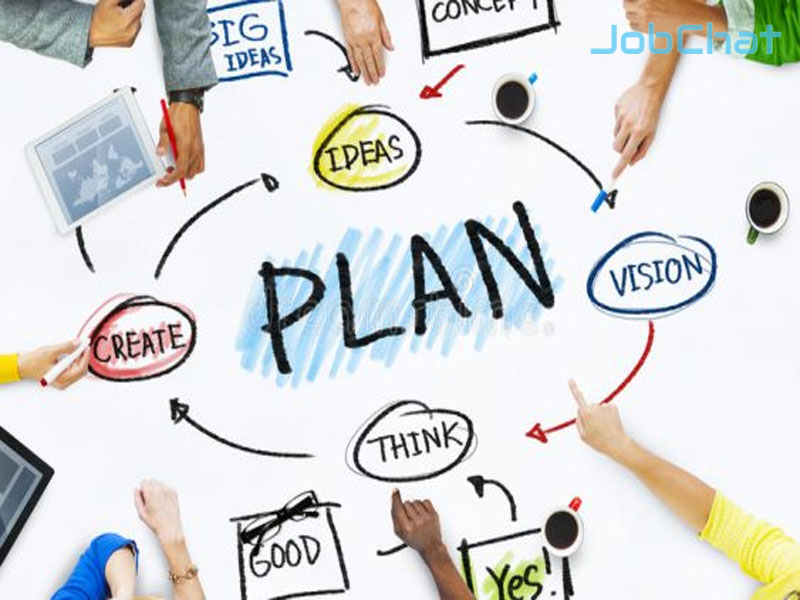 BIG
IDEAS
CONCEPT
JobChat
IDEAS
PLAN
VISION
CREATE
THINK
GOOD
Yes!